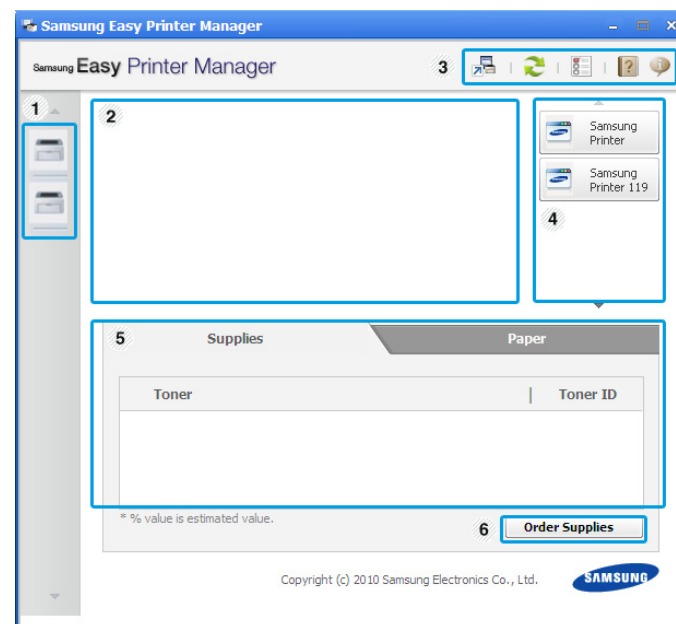 Samsung Easy Printer Manager
Samsung Easy Printer Manager
3
1
2
Samsung
Printer
Samsung
Printer 119
4
5
Supplies
Paper
Toner
Toner ID
* % value is estimated value.
6
Order Supplies
Copyright (c) 2010 Samsung Electronics Co., Ltd.
SAMSUNG